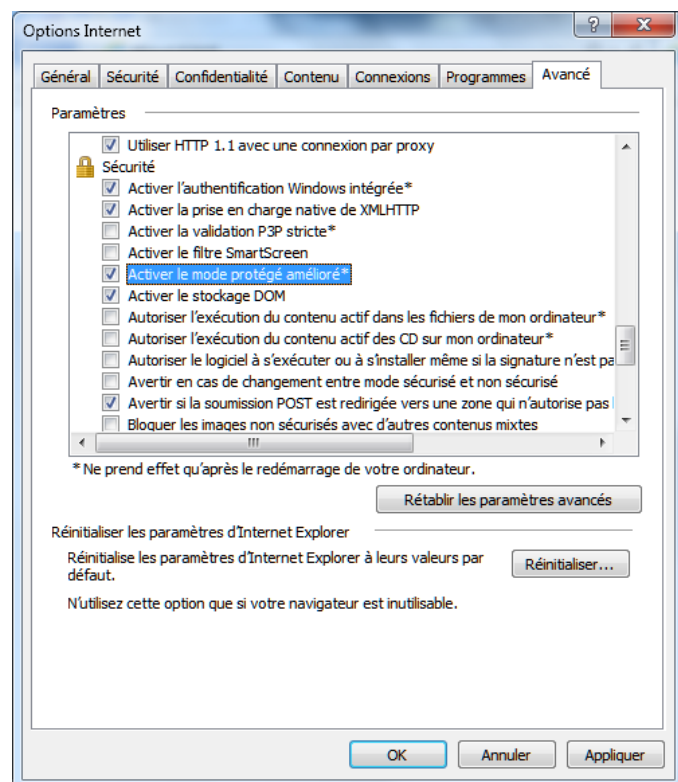 Options Internet
Général Sécurité Confidentialité Contenu Connexions Programmes Avancé
Paramètres
Utiliser HTTP 1.1 avec une connexion par proxy
Sécurité
Activer l'authentification Windows intégrée*
Activer la prise en charge native de XMLHTTP
Activer la validation P3P stricte*
Activer le filtre SmartScreen
Activer le mode protégé amélioré*
Activer le stockage DOM
Autoriser l'exécution du contenu actif dans les fichiers de mon ordinateur*
Autoriser l'exécution du contenu actif des CD sur mon ordinateur*
Autoriser le logiciel à s'exécuter ou à s'installer même si la signature n'est pa
Avertir en cas de changement entre mode sécurisé et non sécurisé
Avertir si la soumission POST est redirigée vers une zone qui n'autorise pas
Bloquer les images non sécurisés avec d'autres contenus mixtes
* Ne prend effet qu'après le redémarrage de votre ordinateur.
Rétablir les paramètres avancés
Réinitialiser les paramètres d'Internet Explorer
Réinitialise les paramètres d'Internet Explorer à leurs valeurs par
défaut.
Réinitialiser...
N'utilisez cette option que si votre navigateur est inutilisable.
OK Annuler Appliquer